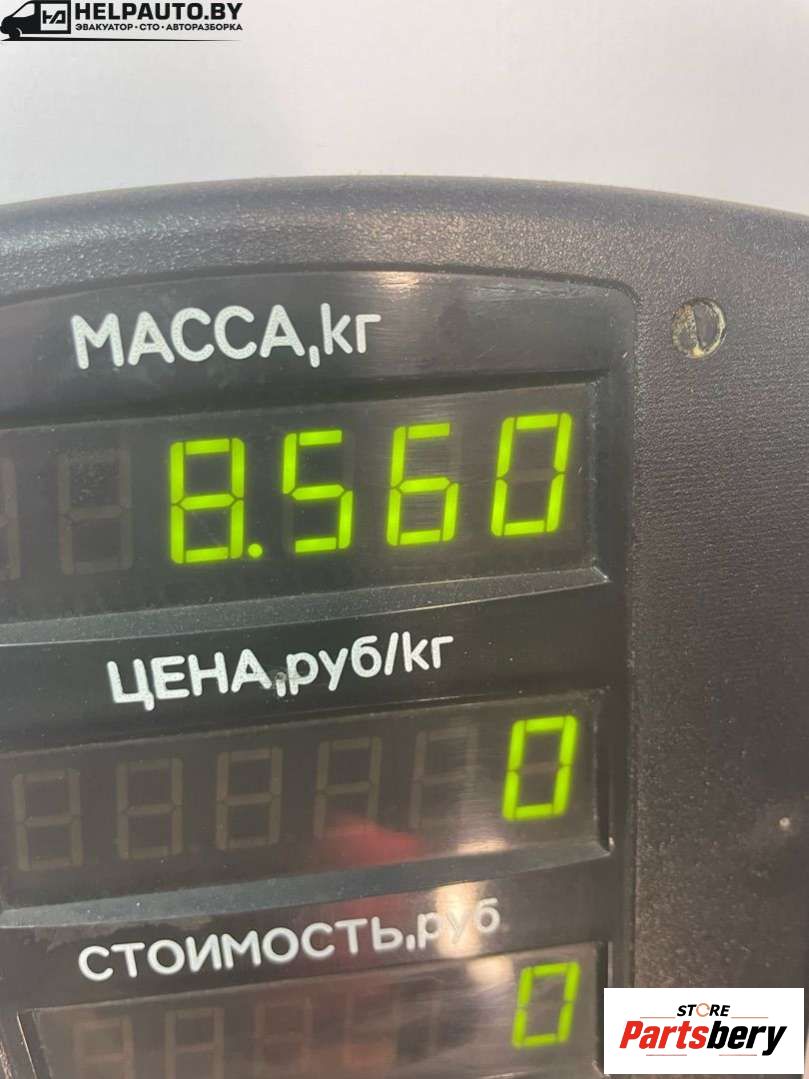 HELPAUTO.BY
ЭВАКУАТОР • СТО • АВТОРАЗБОРКА
МАССА,кг
8.560
ЦЕНА,руб/кг
0
СТОИМОСТЬ,руб
0
STORE
Partsbery